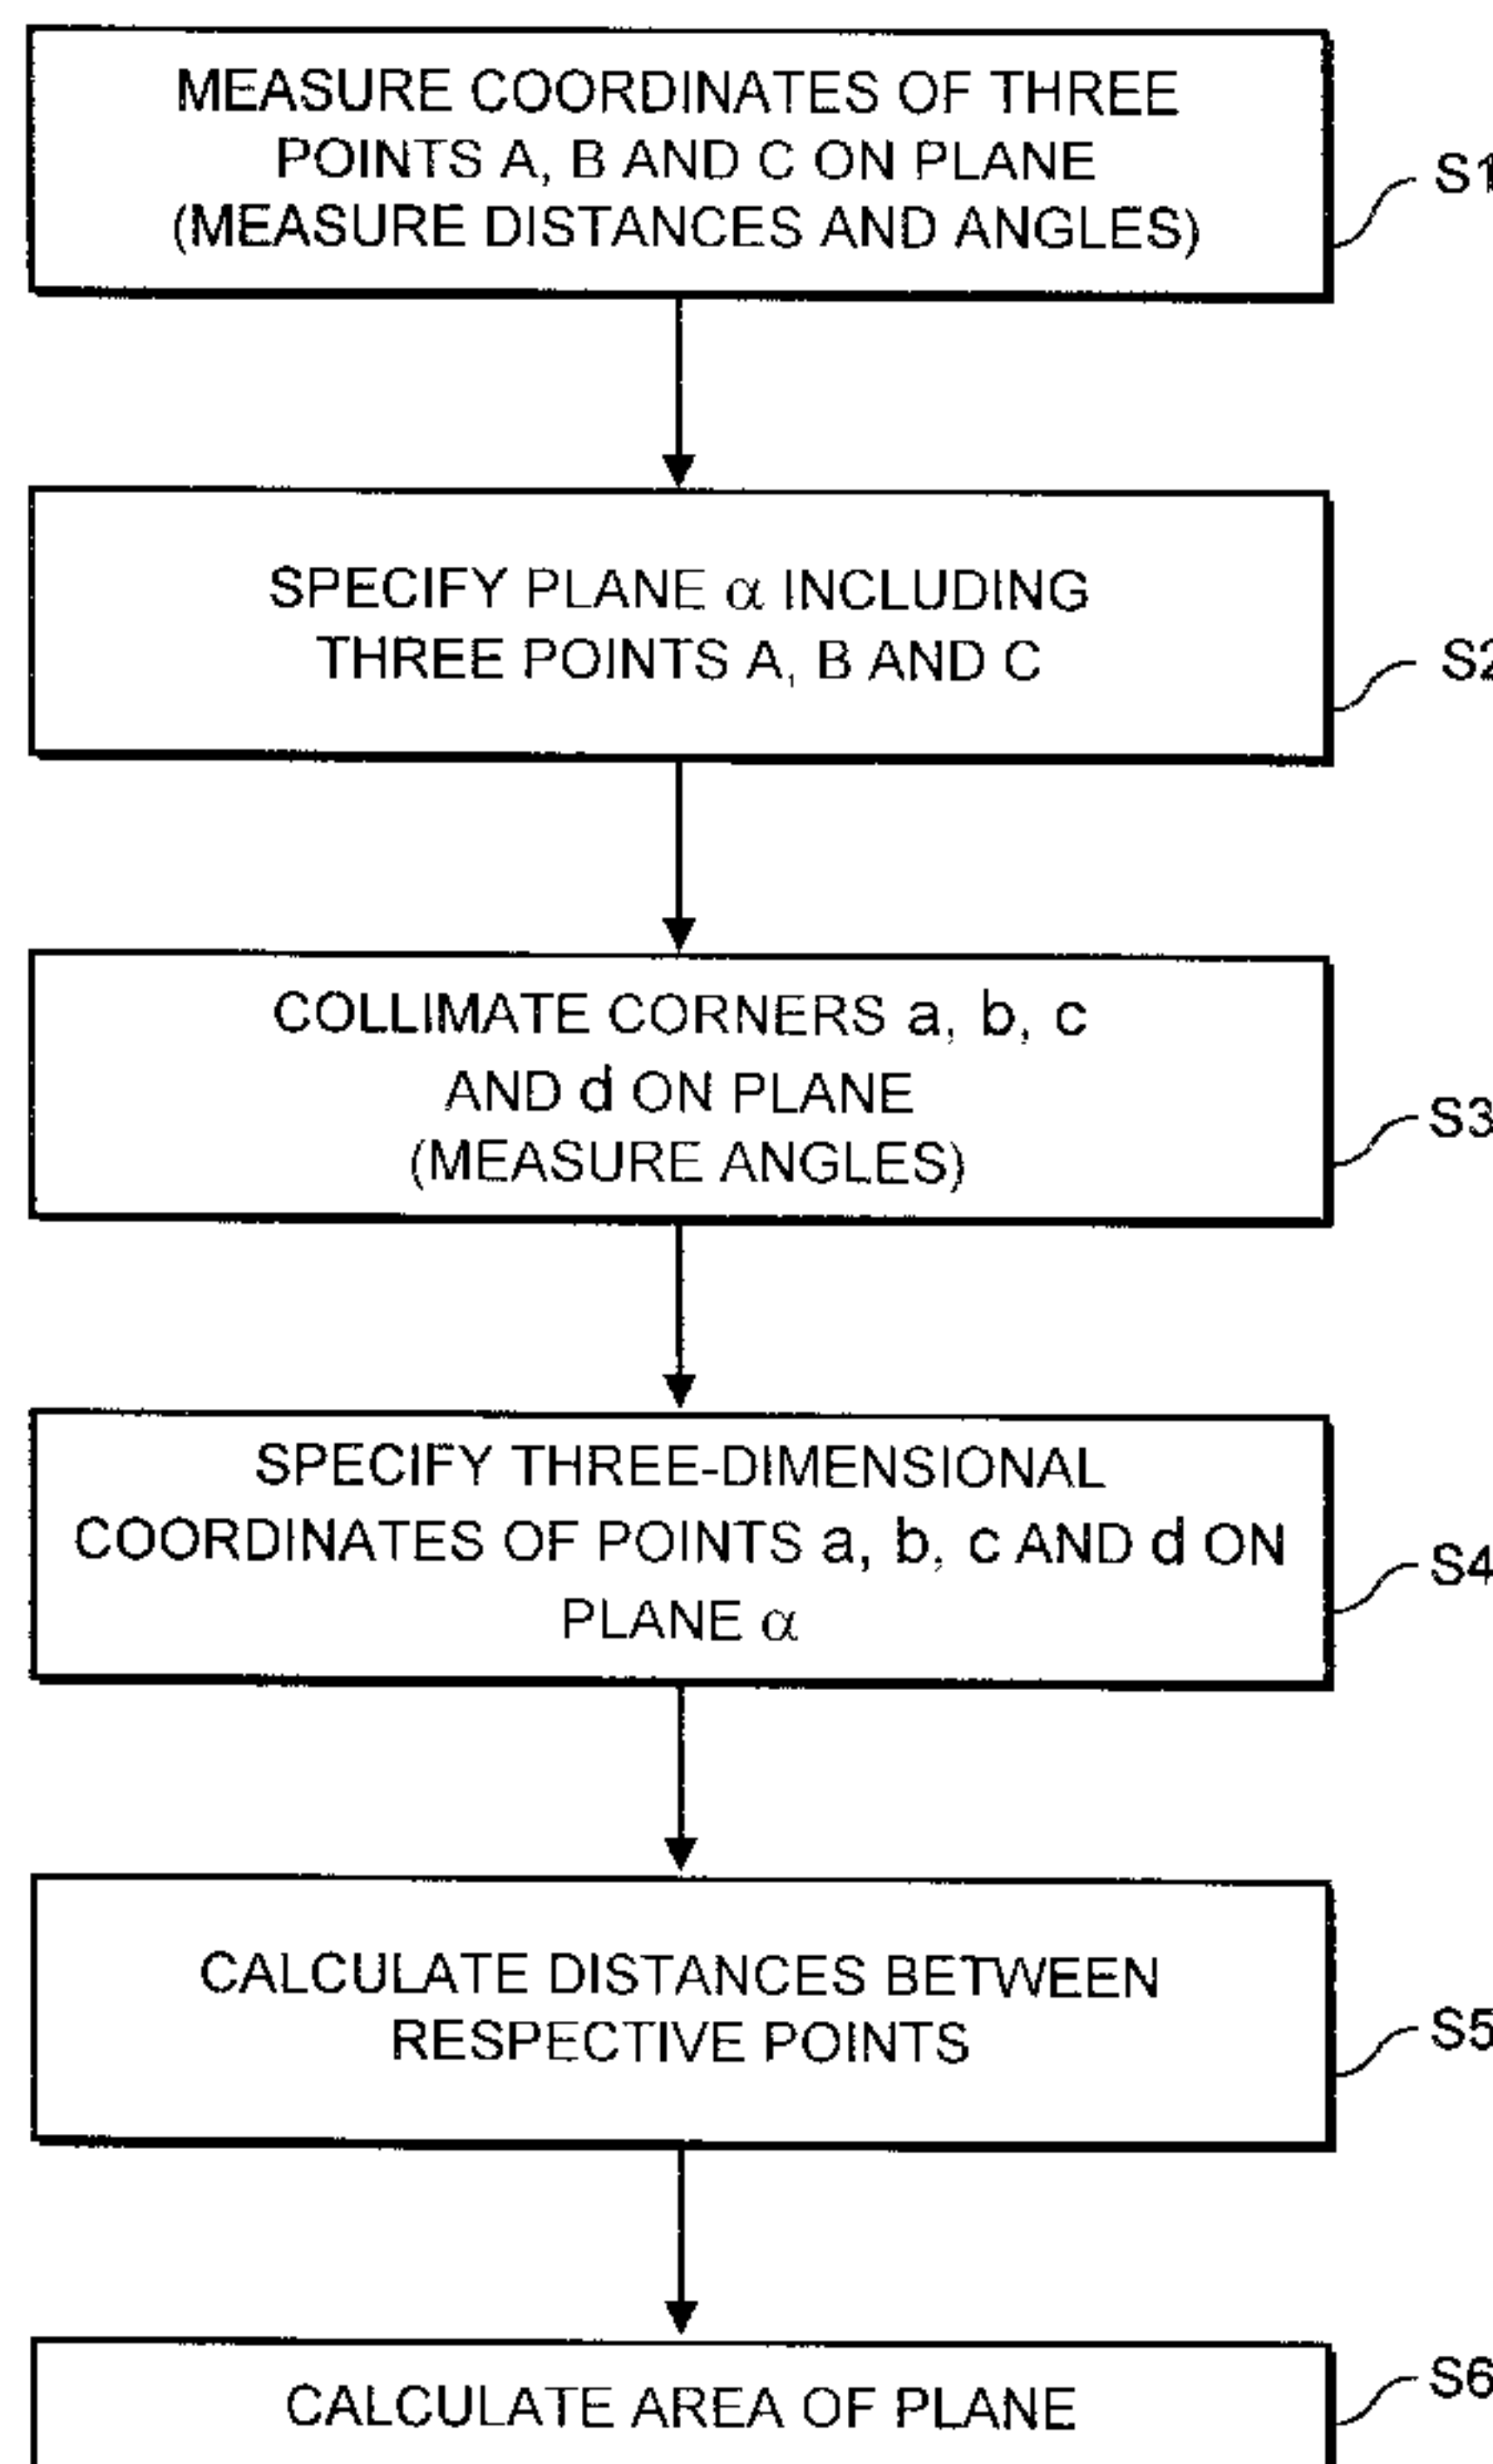 MEASURE COORDINATES OF THREE
POINTS A, B AND C ON PLANE
(MEASURE DISTANCES AND ANGLES)
S1
SPECIFY PLANE α INCLUDING
THREE POINTS A, B AND C
S2
COLLIMATE CORNERS a, b, c
AND d ON PLANE
(MEASURE ANGLES)
S3
SPECIFY THREE-DIMENSIONAL
COORDINATES OF POINTS a, b, c AND d ON
PLANE α
S4
CALCULATE DISTANCES BETWEEN
RESPECTIVE POINTS
S5
CALCULATE AREA OF PLANE
S6